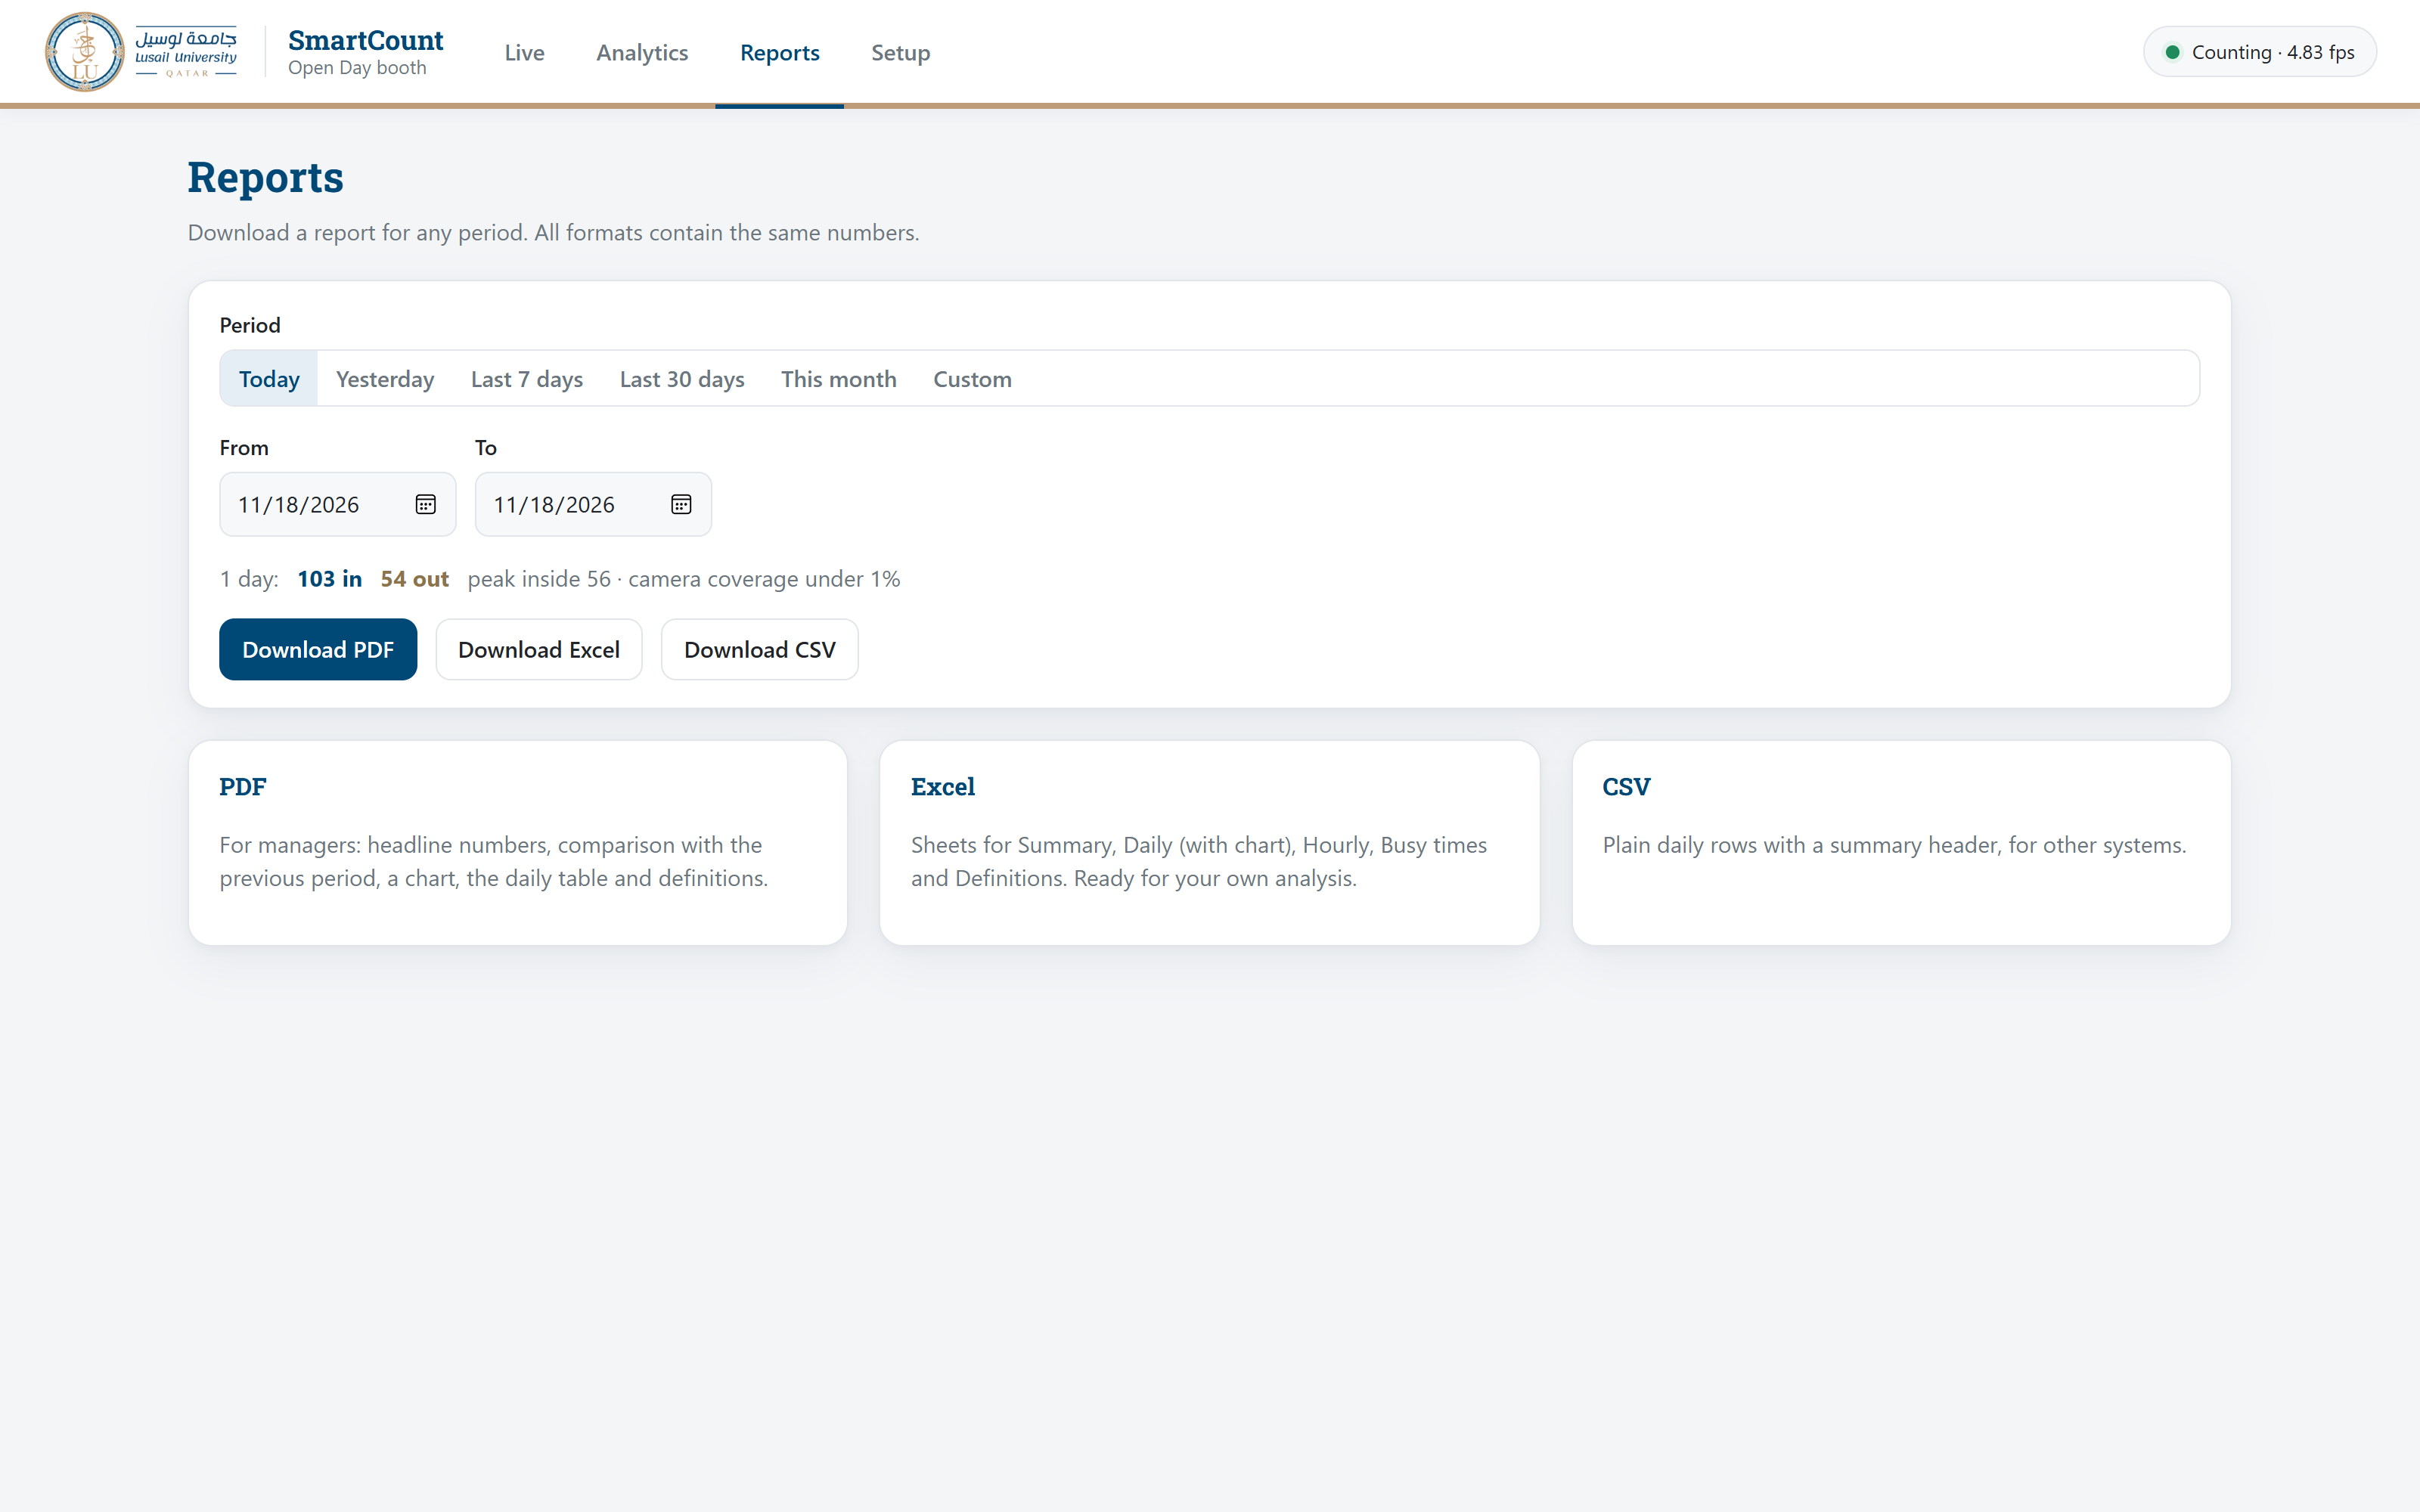 جامعة لوسيل
Lusail University
QATAR
LU
SmartCount
Open Day booth
Live
Analytics
Reports
Setup
Counting · 4.83 fps
Reports
Download a report for any period. All formats contain the same numbers.
Period
Today
Yesterday
Last 7 days
Last 30 days
This month
Custom
From
To
11/18/2026
11/18/2026
1 day: 103 in 54 out peak inside 56 · camera coverage under 1%
Download PDF
Download Excel
Download CSV
PDF
For managers: headline numbers, comparison with the
previous period, a chart, the daily table and definitions.
Excel
Sheets for Summary, Daily (with chart), Hourly, Busy times
and Definitions. Ready for your own analysis.
CSV
Plain daily rows with a summary header, for other systems.